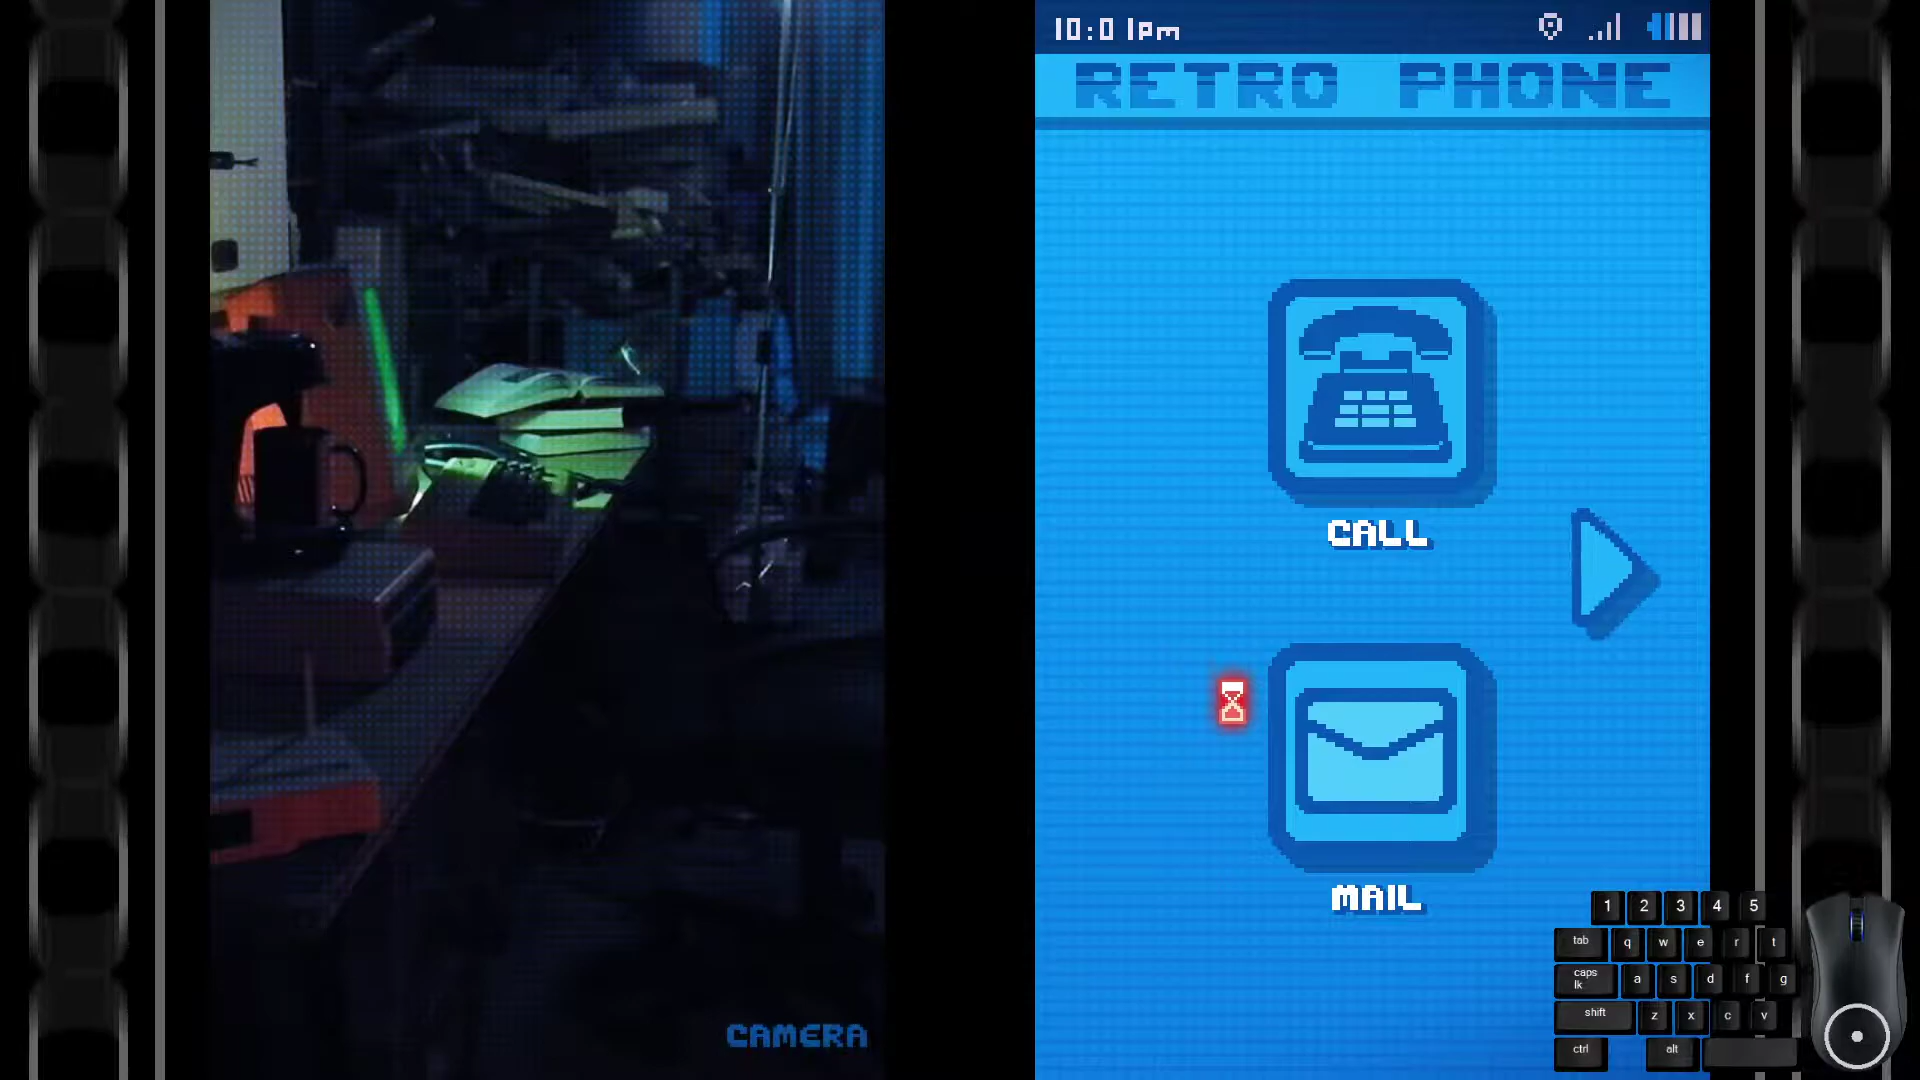 10:01pm
RETRO PHONE
CALL
MAIL
CAMERA
1 2 3 4 5
tab q w e r t
caps lk a s d f g
shift z x c v
ctrl alt